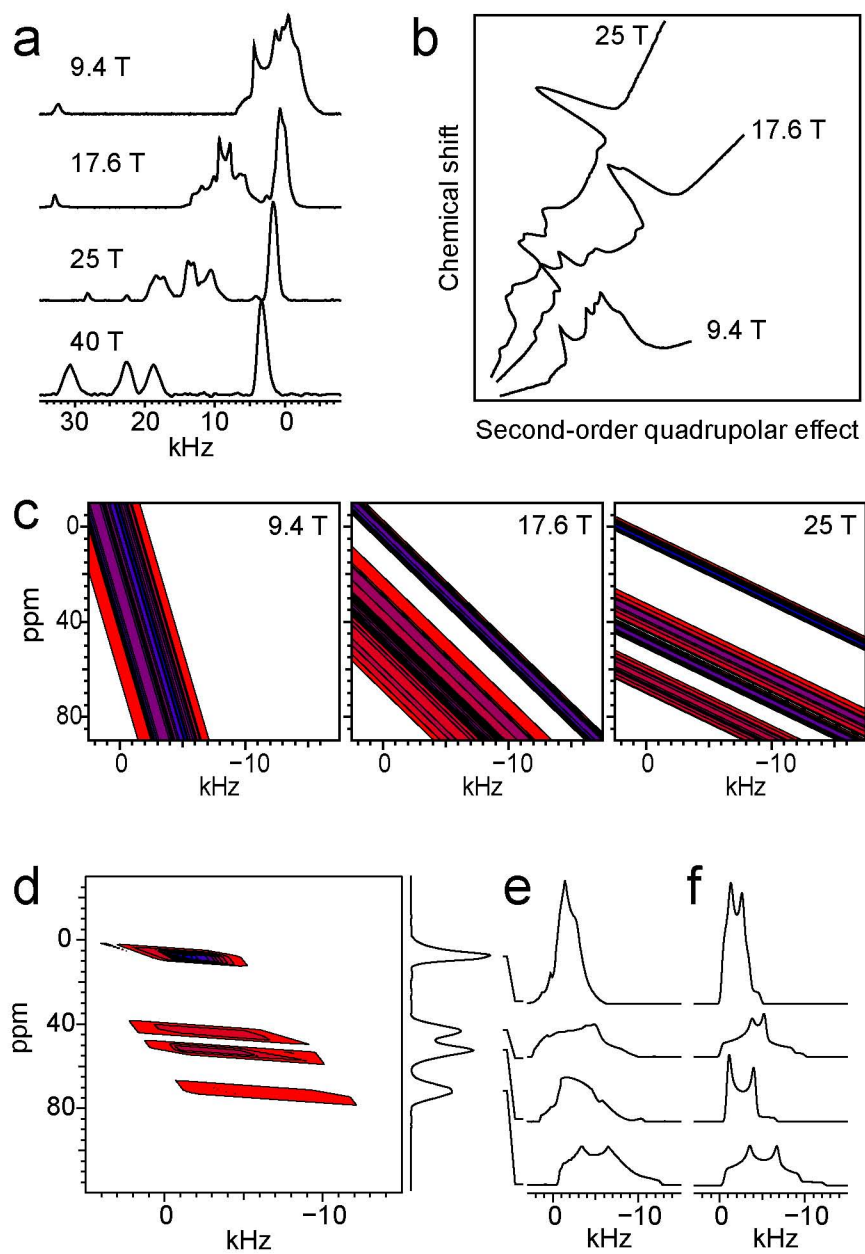 a
9.4 T
17.6 T
25 T
40 T
30 20 10 0
kHz
b
25 T
17.6 T
9.4 T
Chemical shift
Second-order quadrupolar effect
c
9.4 T
17.6 T
25 T
0
40
80
ppm
0 −10
kHz
0 −10
kHz
0 −10
kHz
d
0
40
80
ppm
0 −10
kHz
e
0 −10
kHz
f
0 −10
kHz